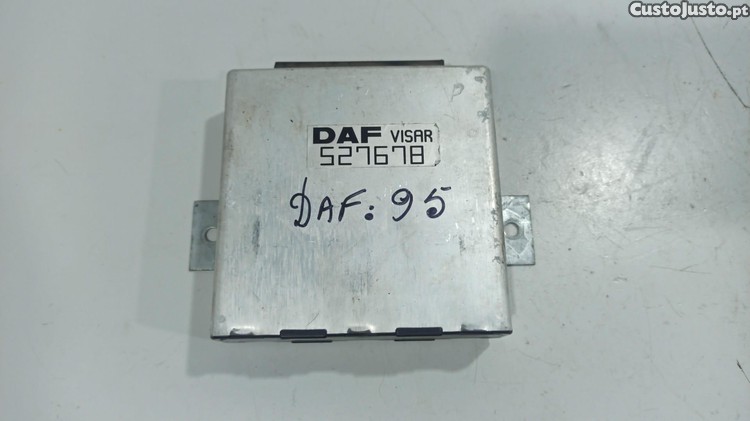 CustoJusto.pt
DAF VISAR
527678
DAF: 95